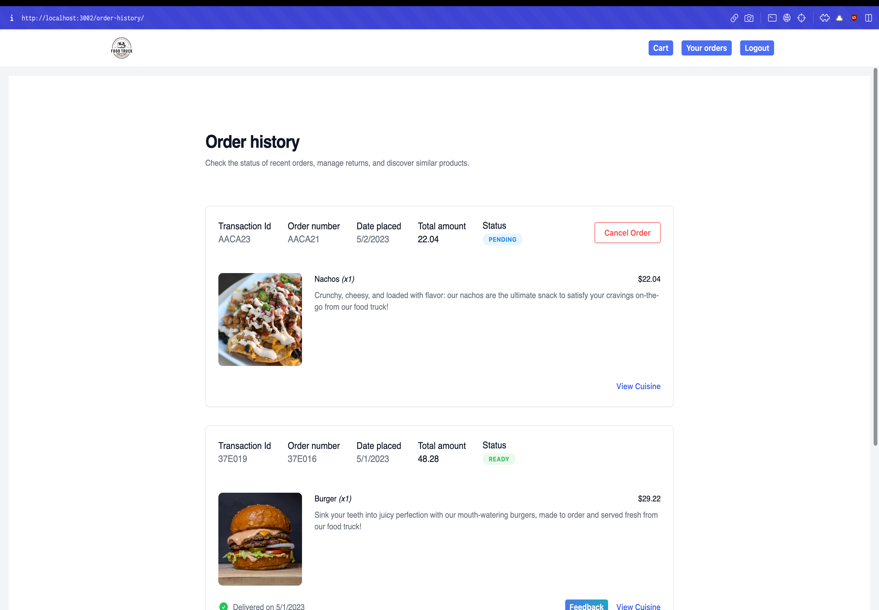 http://localhost:3002/order-history/
FOOD TRUCK
Cart
Your orders
Logout
Order history
Check the status of recent orders, manage returns, and discover similar products.
Transaction Id Order number Date placed Total amount Status
AACA23 AACA21 5/2/2023 22.04 PENDING
Cancel Order
Nachos (x1) $22.04
Crunchy, cheesy, and loaded with flavor: our nachos are the ultimate snack to satisfy your cravings on-the-
go from our food truck!
View Cuisine
Transaction Id Order number Date placed Total amount Status
37E019 37E016 5/1/2023 48.28 READY
Burger (x1) $29.22
Sink your teeth into juicy perfection with our mouth-watering burgers, made to order and served fresh from
our food truck!
Delivered on 5/1/2023 Feedback View Cuisine